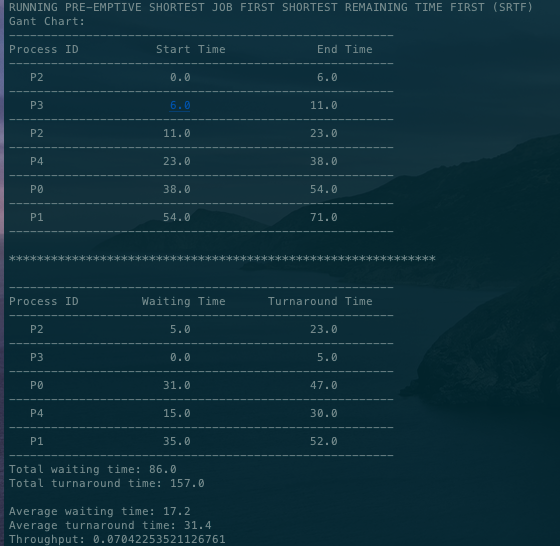 RUNNING PRE-EMPTIVE SHORTEST JOB FIRST SHORTEST REMAINING TIME FIRST (SRTF)
Gant Chart:
Process ID Start Time End Time
P2 0.0 6.0
P3 6.0 11.0
P2 11.0 23.0
P4 23.0 38.0
P0 38.0 54.0
P1 54.0 71.0
*************************************************************
Process ID Waiting Time Turnaround Time
P2 5.0 23.0
P3 0.0 5.0
P0 31.0 47.0
P4 15.0 30.0
P1 35.0 52.0
Total waiting time: 86.0
Total turnaround time: 157.0
Average waiting time: 17.2
Average turnaround time: 31.4
Throughput: 0.07042253521126761